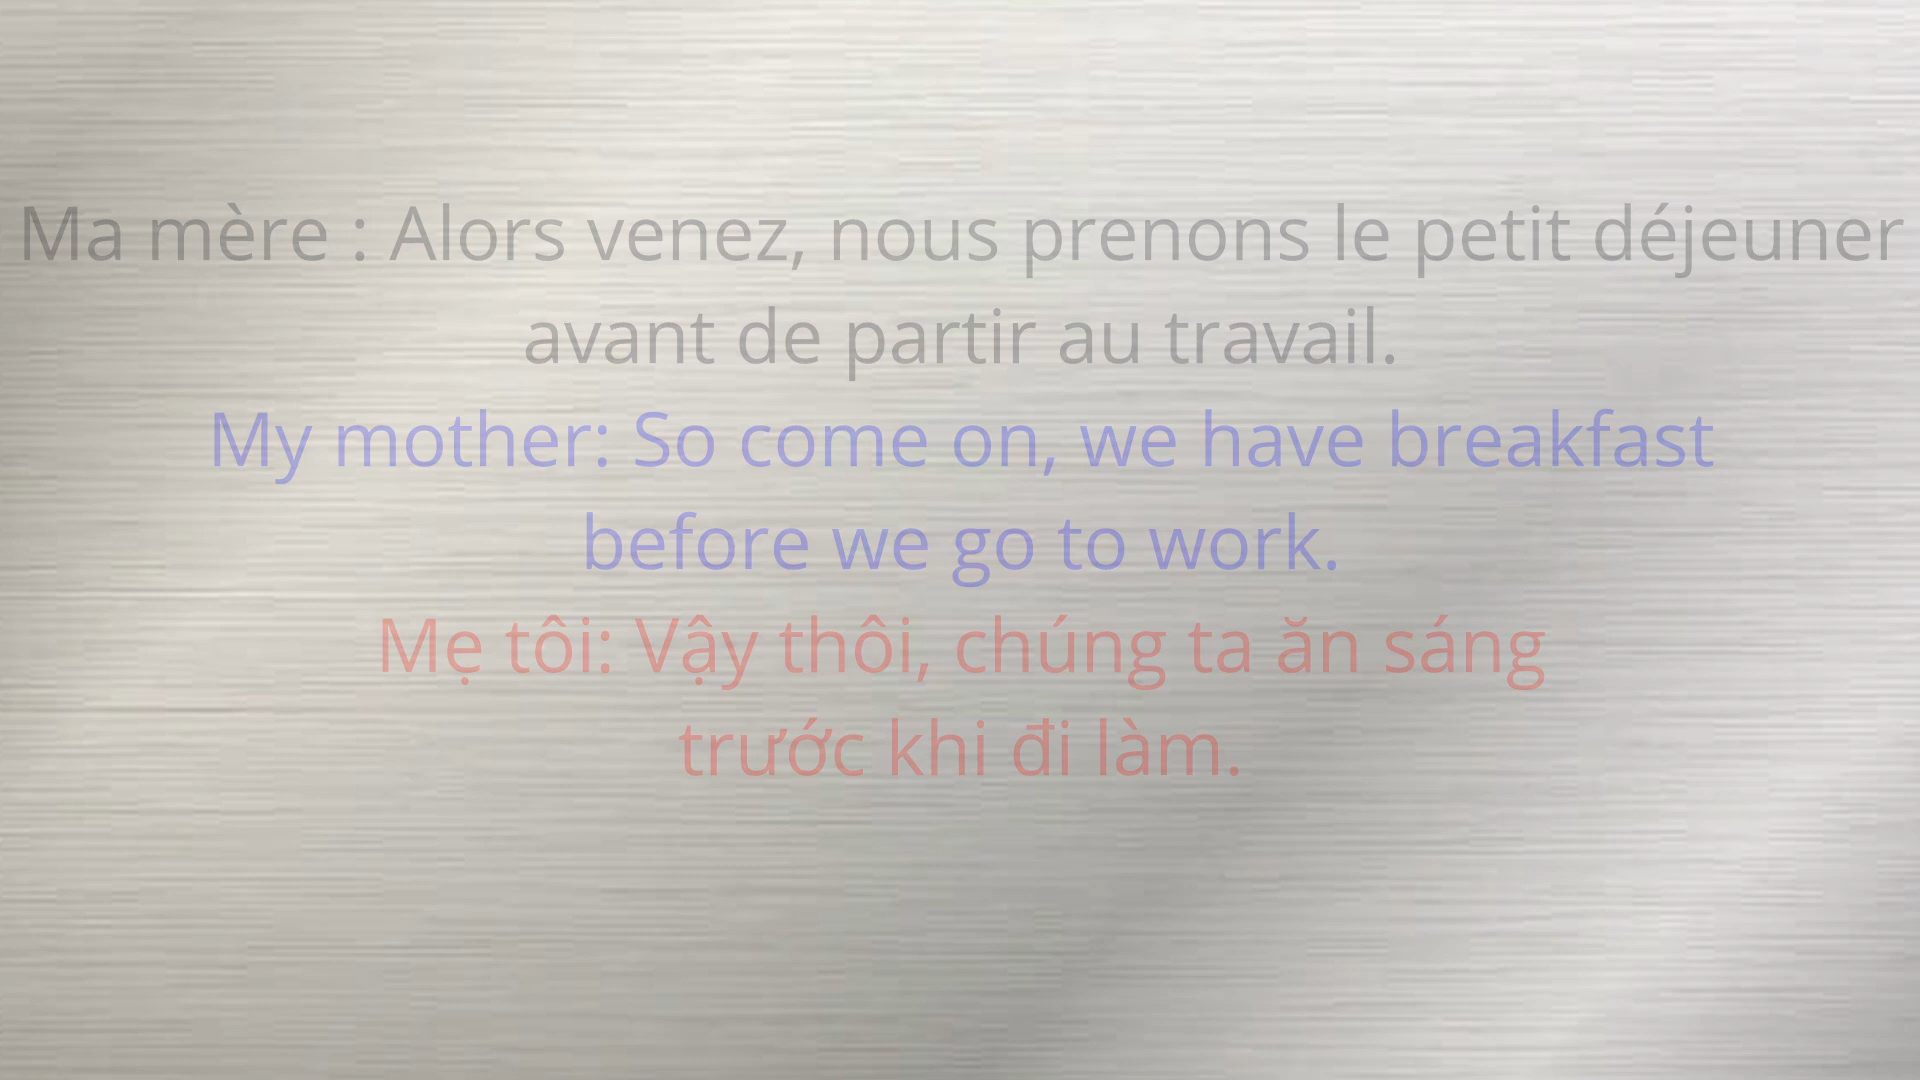 Ma mère : Alors venez, nous prenons le petit déjeuner
avant de partir au travail.
My mother: So come on, we have breakfast
before we go to work.
Mẹ tôi: Vậy thôi, chúng ta ăn sáng
trước khi đi làm.